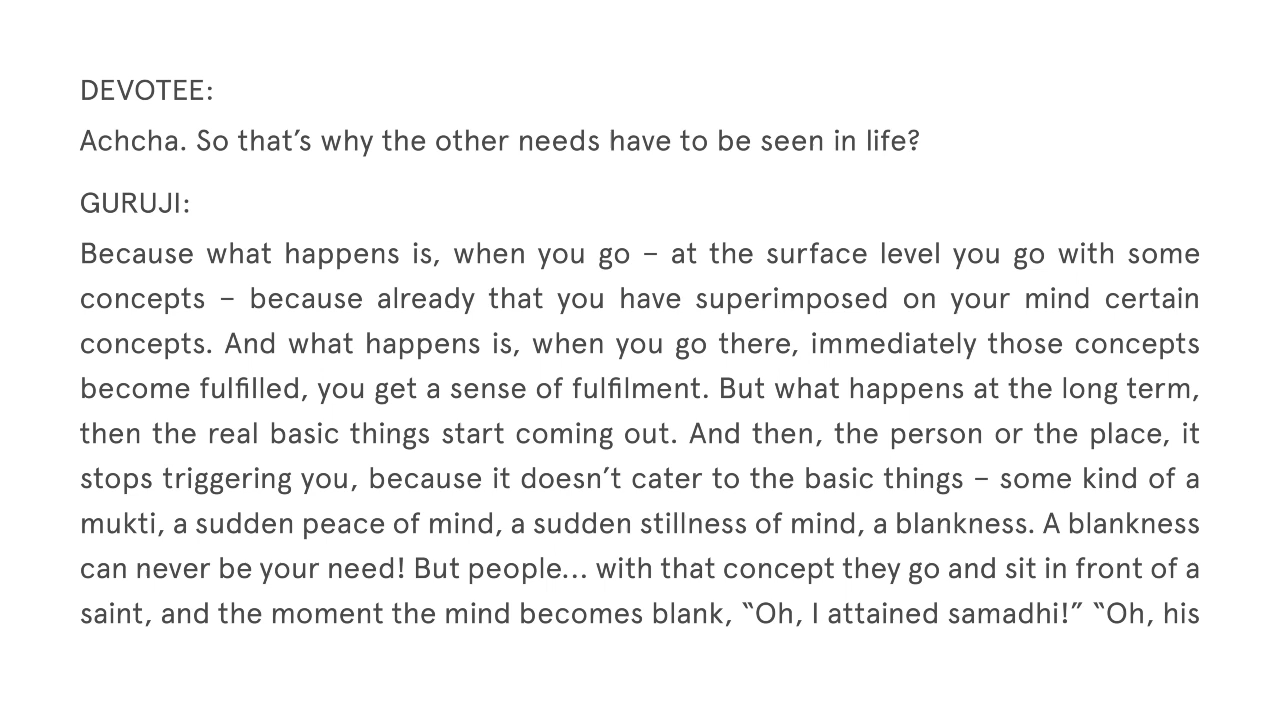 DEVOTEE:
Achcha. So that’s why the other needs have to be seen in life?
GURUJI:
Because what happens is, when you go – at the surface level you go with some
concepts – because already that you have superimposed on your mind certain
concepts. And what happens is, when you go there, immediately those concepts
become fulfilled, you get a sense of fulfilment. But what happens at the long term,
then the real basic things start coming out. And then, the person or the place, it
stops triggering you, because it doesn’t cater to the basic things – some kind of a
mukti, a sudden peace of mind, a sudden stillness of mind, a blankness. A blankness
can never be your need! But people... with that concept they go and sit in front of a
saint, and the moment the mind becomes blank, “Oh, I attained samadhi!” “Oh, his